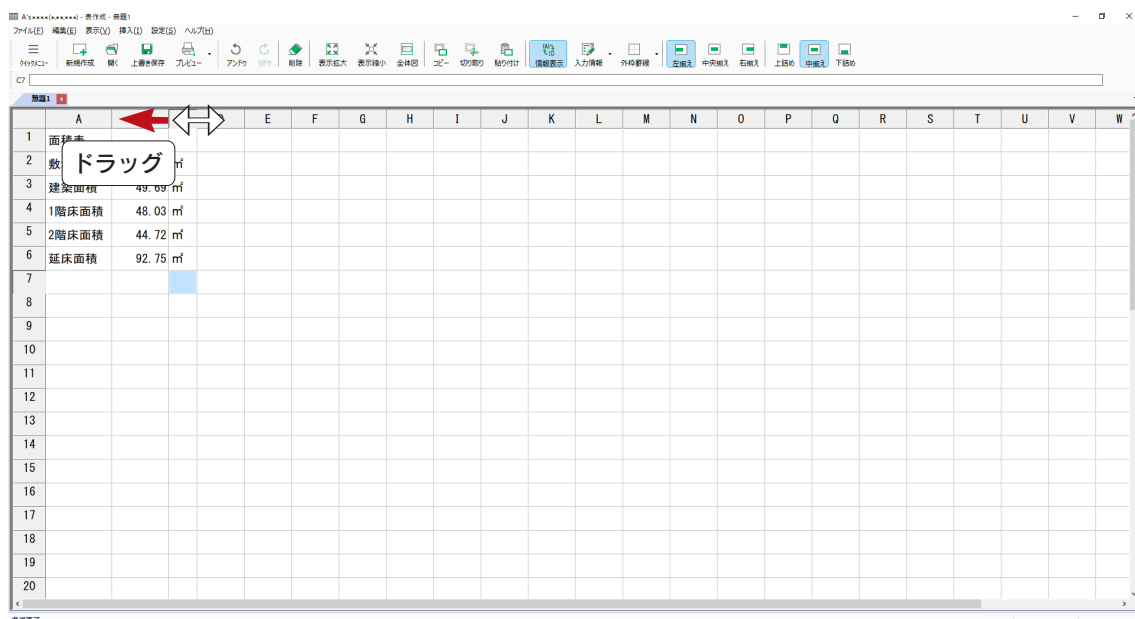 A's****(*,**,***) - 表作成 - 無題1
ファイル(F) 編集(E) 表示(V) 挿入(I) 設定(S) ヘルプ(H)
クイックメニュー 新規作成 開く 上書き保存 プレビュー アンドゥ リドゥ 削除 表示拡大 表示縮小 全体図 コピー 切り取り 貼り付け 情報表示 入力情報 外枠罫線 左揃え 中央揃え 右揃え 上詰め 中揃え 下詰め
C7
無題1
A E F G H I J K L M N O P Q R S T U V W
1
2 ㎡
3 建築面積 49.69 ㎡
4 1階床面積 48.03 ㎡
5 2階床面積 44.72 ㎡
6 延床面積 92.75 ㎡
7
8
9
10
11
12
13
14
15
16
17
18
19
20
ドラッグ